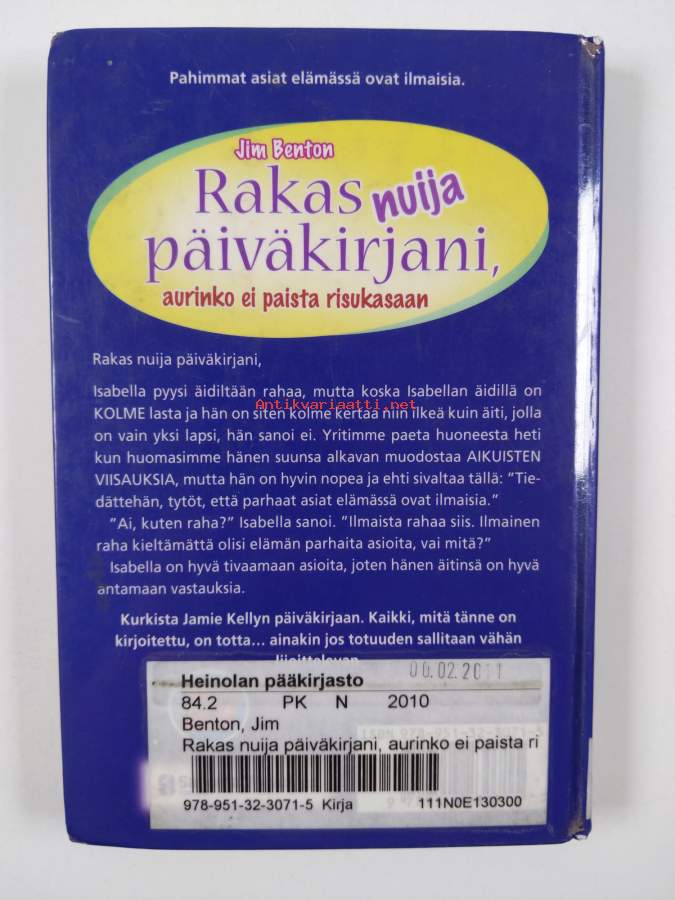 Pahimmat asiat elämässä ovat ilmaisia.
Jim Benton
Rakas nuija
päiväkirjani,
aurinko ei paista risukasaan
Rakas nuija päiväkirjani,
Isabella pyysi äidiltään rahaa, mutta koska Isabellan äidillä on
KOLME lasta ja hän on siten kolme kertaa niin ilkeä kuin äiti, jolla
Antikvariaatti.net
on vain yksi lapsi, hän sanoi ei. Yritimme paeta huoneesta heti
kun huomasimme hänen suunsa alkavan muodostaa AIKUISTEN
VIISAUKSIA, mutta hän on hyvin nopea ja ehti sivaltaa tällä: ”Tie-
dättehän, tytöt, että parhaat asiat elämässä ovat ilmaisia.”
”Ai, kuten raha?” Isabella sanoi. ”Ilmaista rahaa siis. Ilmainen
raha kieltämättä olisi elämän parhaita asioita, vai mitä?”
Isabella on hyvä tivaamaan asioita, joten hänen äitinsä on hyvä
antamaan vastauksia.
Kurkista Jamie Kellyn päiväkirjaan. Kaikki, mitä tänne on
kirjoitettu, on totta... ainakin jos totuuden sallitaan vähän
Heinolan pääkirjasto
84.2 PK N 2010
Benton, Jim
Rakas nuija päiväkirjani, aurinko ei paista ri
978-951-32-3071-5 Kirja 111N0E130300